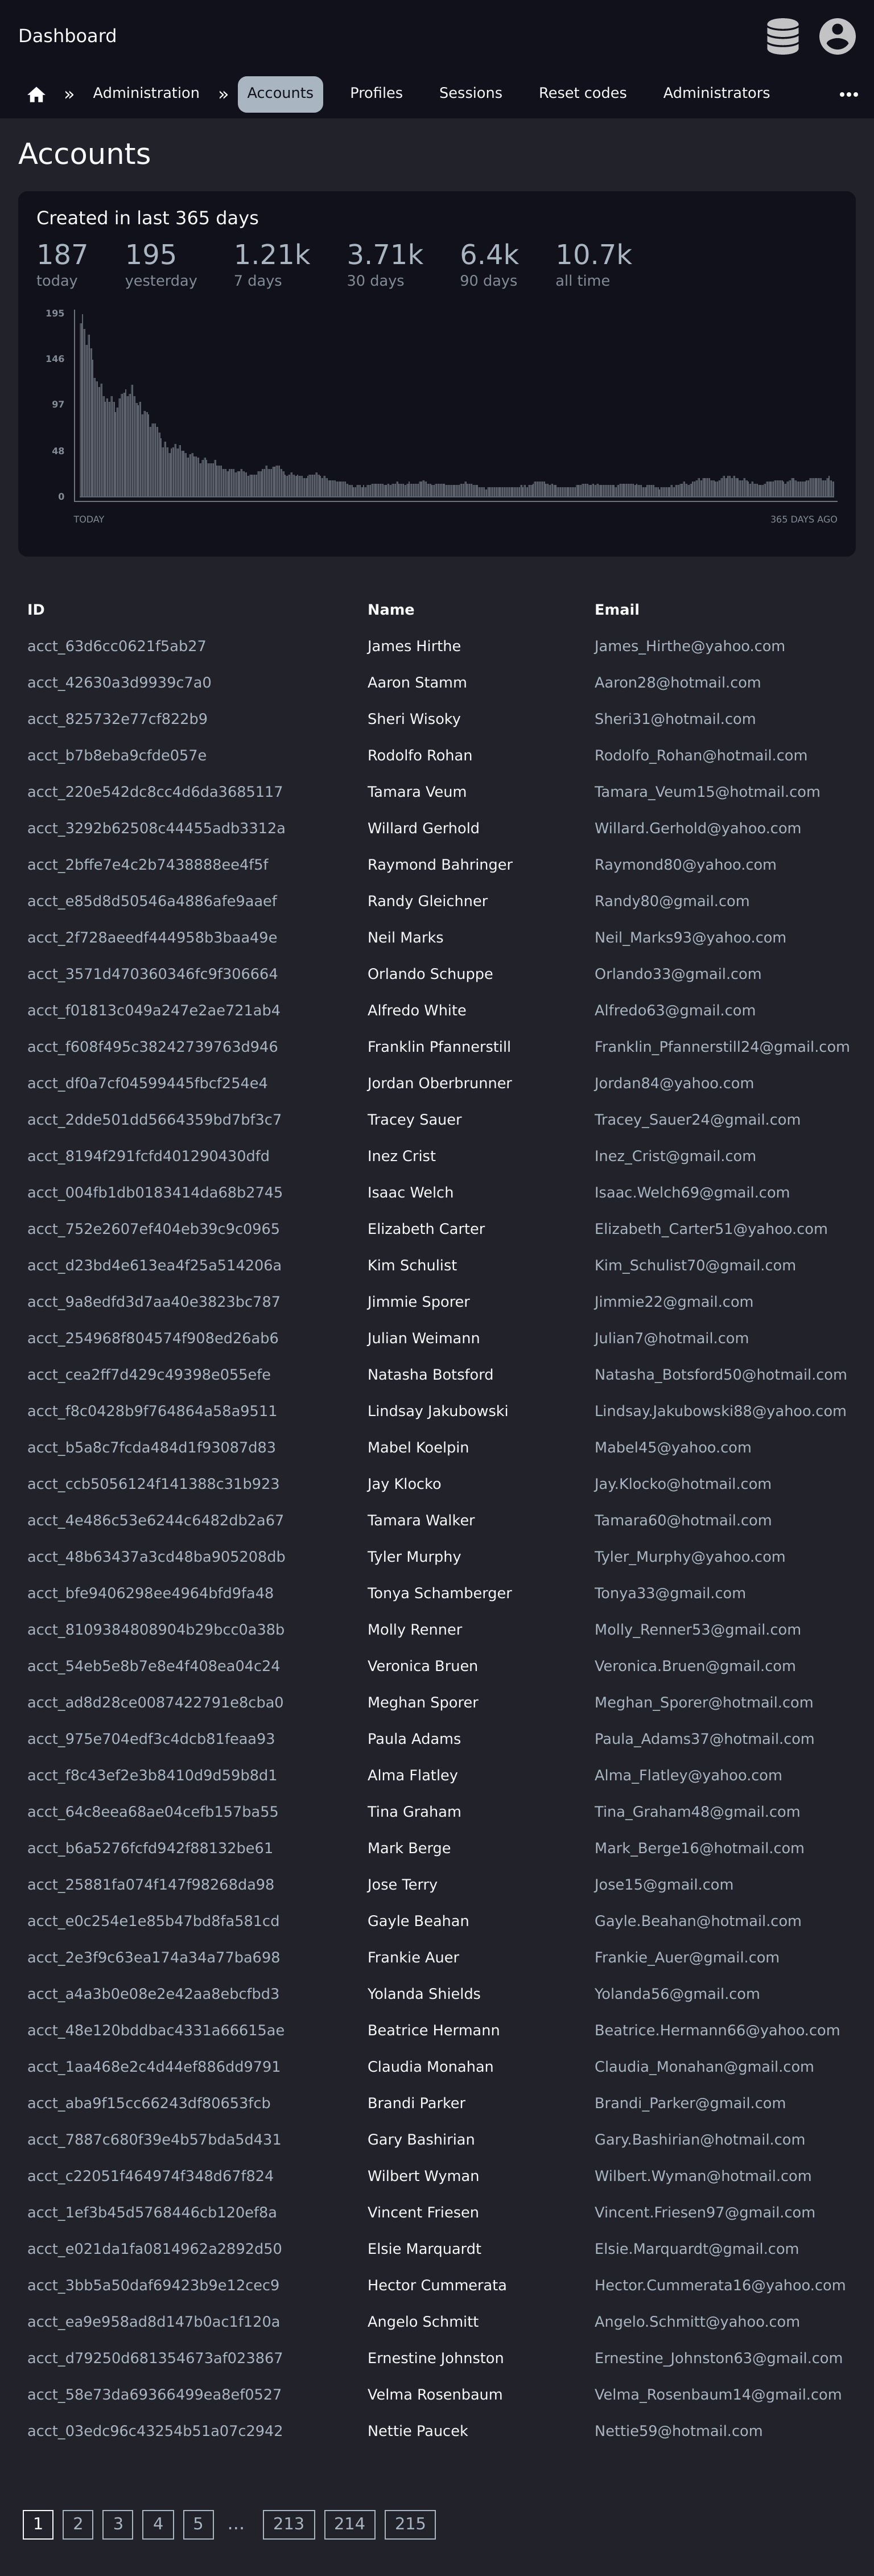 Dashboard
» Administration » Accounts Profiles Sessions Reset codes Administrators •••
Accounts
Created in last 365 days
187 195 1.21k 3.71k 6.4k 10.7k
today yesterday 7 days 30 days 90 days all time
195
146
97
48
0
TODAY 365 DAYS AGO
ID Name Email
acct_63d6cc0621f5ab27 James Hirthe James_Hirthe@yahoo.com
acct_42630a3d9939c7a0 Aaron Stamm Aaron28@hotmail.com
acct_825732e77cf822b9 Sheri Wisoky Sheri31@hotmail.com
acct_b7b8eba9cfde057e Rodolfo Rohan Rodolfo_Rohan@hotmail.com
acct_220e542dc8cc4d6da3685117 Tamara Veum Tamara_Veum15@hotmail.com
acct_3292b62508c44455adb3312a Willard Gerhold Willard.Gerhold@yahoo.com
acct_2bffe7e4c2b7438888ee4f5f Raymond Bahringer Raymond80@yahoo.com
acct_e85d8d50546a4886afe9aaef Randy Gleichner Randy80@gmail.com
acct_2f728aeedf444958b3baa49e Neil Marks Neil_Marks93@yahoo.com
acct_3571d470360346fc9f306664 Orlando Schuppe Orlando33@gmail.com
acct_f01813c049a247e2ae721ab4 Alfredo White Alfredo63@gmail.com
acct_f608f495c38242739763d946 Franklin Pfannerstill Franklin_Pfannerstill24@gmail.com
acct_df0a7cf04599445fbcf254e4 Jordan Oberbrunner Jordan84@yahoo.com
acct_2dde501dd5664359bd7bf3c7 Tracey Sauer Tracey_Sauer24@gmail.com
acct_8194f291fcfd401290430dfd Inez Crist Inez_Crist@gmail.com
acct_004fb1db0183414da68b2745 Isaac Welch Isaac.Welch69@gmail.com
acct_752e2607ef404eb39c9c0965 Elizabeth Carter Elizabeth_Carter51@yahoo.com
acct_d23bd4e613ea4f25a514206a Kim Schulist Kim_Schulist70@gmail.com
acct_9a8edfd3d7aa40e3823bc787 Jimmie Sporer Jimmie22@gmail.com
acct_254968f804574f908ed26ab6 Julian Weimann Julian7@hotmail.com
acct_cea2ff7d429c49398e055efe Natasha Botsford Natasha_Botsford50@hotmail.com
acct_f8c0428b9f764864a58a9511 Lindsay Jakubowski Lindsay.Jakubowski88@yahoo.com
acct_b5a8c7fcda484d1f93087d83 Mabel Koelpin Mabel45@yahoo.com
acct_ccb5056124f141388c31b923 Jay Klocko Jay.Klocko@hotmail.com
acct_4e486c53e6244c6482db2a67 Tamara Walker Tamara60@hotmail.com
acct_48b63437a3cd48ba905208db Tyler Murphy Tyler_Murphy@yahoo.com
acct_bfe9406298ee4964bfd9fa48 Tonya Schamberger Tonya33@gmail.com
acct_8109384808904b29bcc0a38b Molly Renner Molly_Renner53@gmail.com
acct_54eb5e8b7e8e4f408ea04c24 Veronica Bruen Veronica.Bruen@gmail.com
acct_ad8d28ce0087422791e8cba0 Meghan Sporer Meghan_Sporer@hotmail.com
acct_975e704edf3c4dcb81feaa93 Paula Adams Paula_Adams37@hotmail.com
acct_f8c43ef2e3b8410d9d59b8d1 Alma Flatley Alma_Flatley@yahoo.com
acct_64c8eea68ae04cefb157ba55 Tina Graham Tina_Graham48@gmail.com
acct_b6a5276fcfd942f88132be61 Mark Berge Mark_Berge16@hotmail.com
acct_25881fa074f147f98268da98 Jose Terry Jose15@gmail.com
acct_e0c254e1e85b47bd8fa581cd Gayle Beahan Gayle.Beahan@hotmail.com
acct_2e3f9c63ea174a34a77ba698 Frankie Auer Frankie_Auer@gmail.com
acct_a4a3b0e08e2e42aa8ebcfbd3 Yolanda Shields Yolanda56@gmail.com
acct_48e120bddbac4331a66615ae Beatrice Hermann Beatrice.Hermann66@yahoo.com
acct_1aa468e2c4d44ef886dd9791 Claudia Monahan Claudia_Monahan@gmail.com
acct_aba9f15cc66243df80653fcb Brandi Parker Brandi_Parker@gmail.com
acct_7887c680f39e4b57bda5d431 Gary Bashirian Gary.Bashirian@hotmail.com
acct_c22051f464974f348d67f824 Wilbert Wyman Wilbert.Wyman@hotmail.com
acct_1ef3b45d5768446cb120ef8a Vincent Friesen Vincent.Friesen97@gmail.com
acct_e021da1fa0814962a2892d50 Elsie Marquardt Elsie.Marquardt@gmail.com
acct_3bb5a50daf69423b9e12cec9 Hector Cummerata Hector.Cummerata16@yahoo.com
acct_ea9e958ad8d147b0ac1f120a Angelo Schmitt Angelo.Schmitt@yahoo.com
acct_d79250d681354673af023867 Ernestine Johnston Ernestine_Johnston63@gmail.com
acct_58e73da69366499ea8ef0527 Velma Rosenbaum Velma_Rosenbaum14@gmail.com
acct_03edc96c43254b51a07c2942 Nettie Paucek Nettie59@hotmail.com
1 2 3 4 5 … 213 214 215